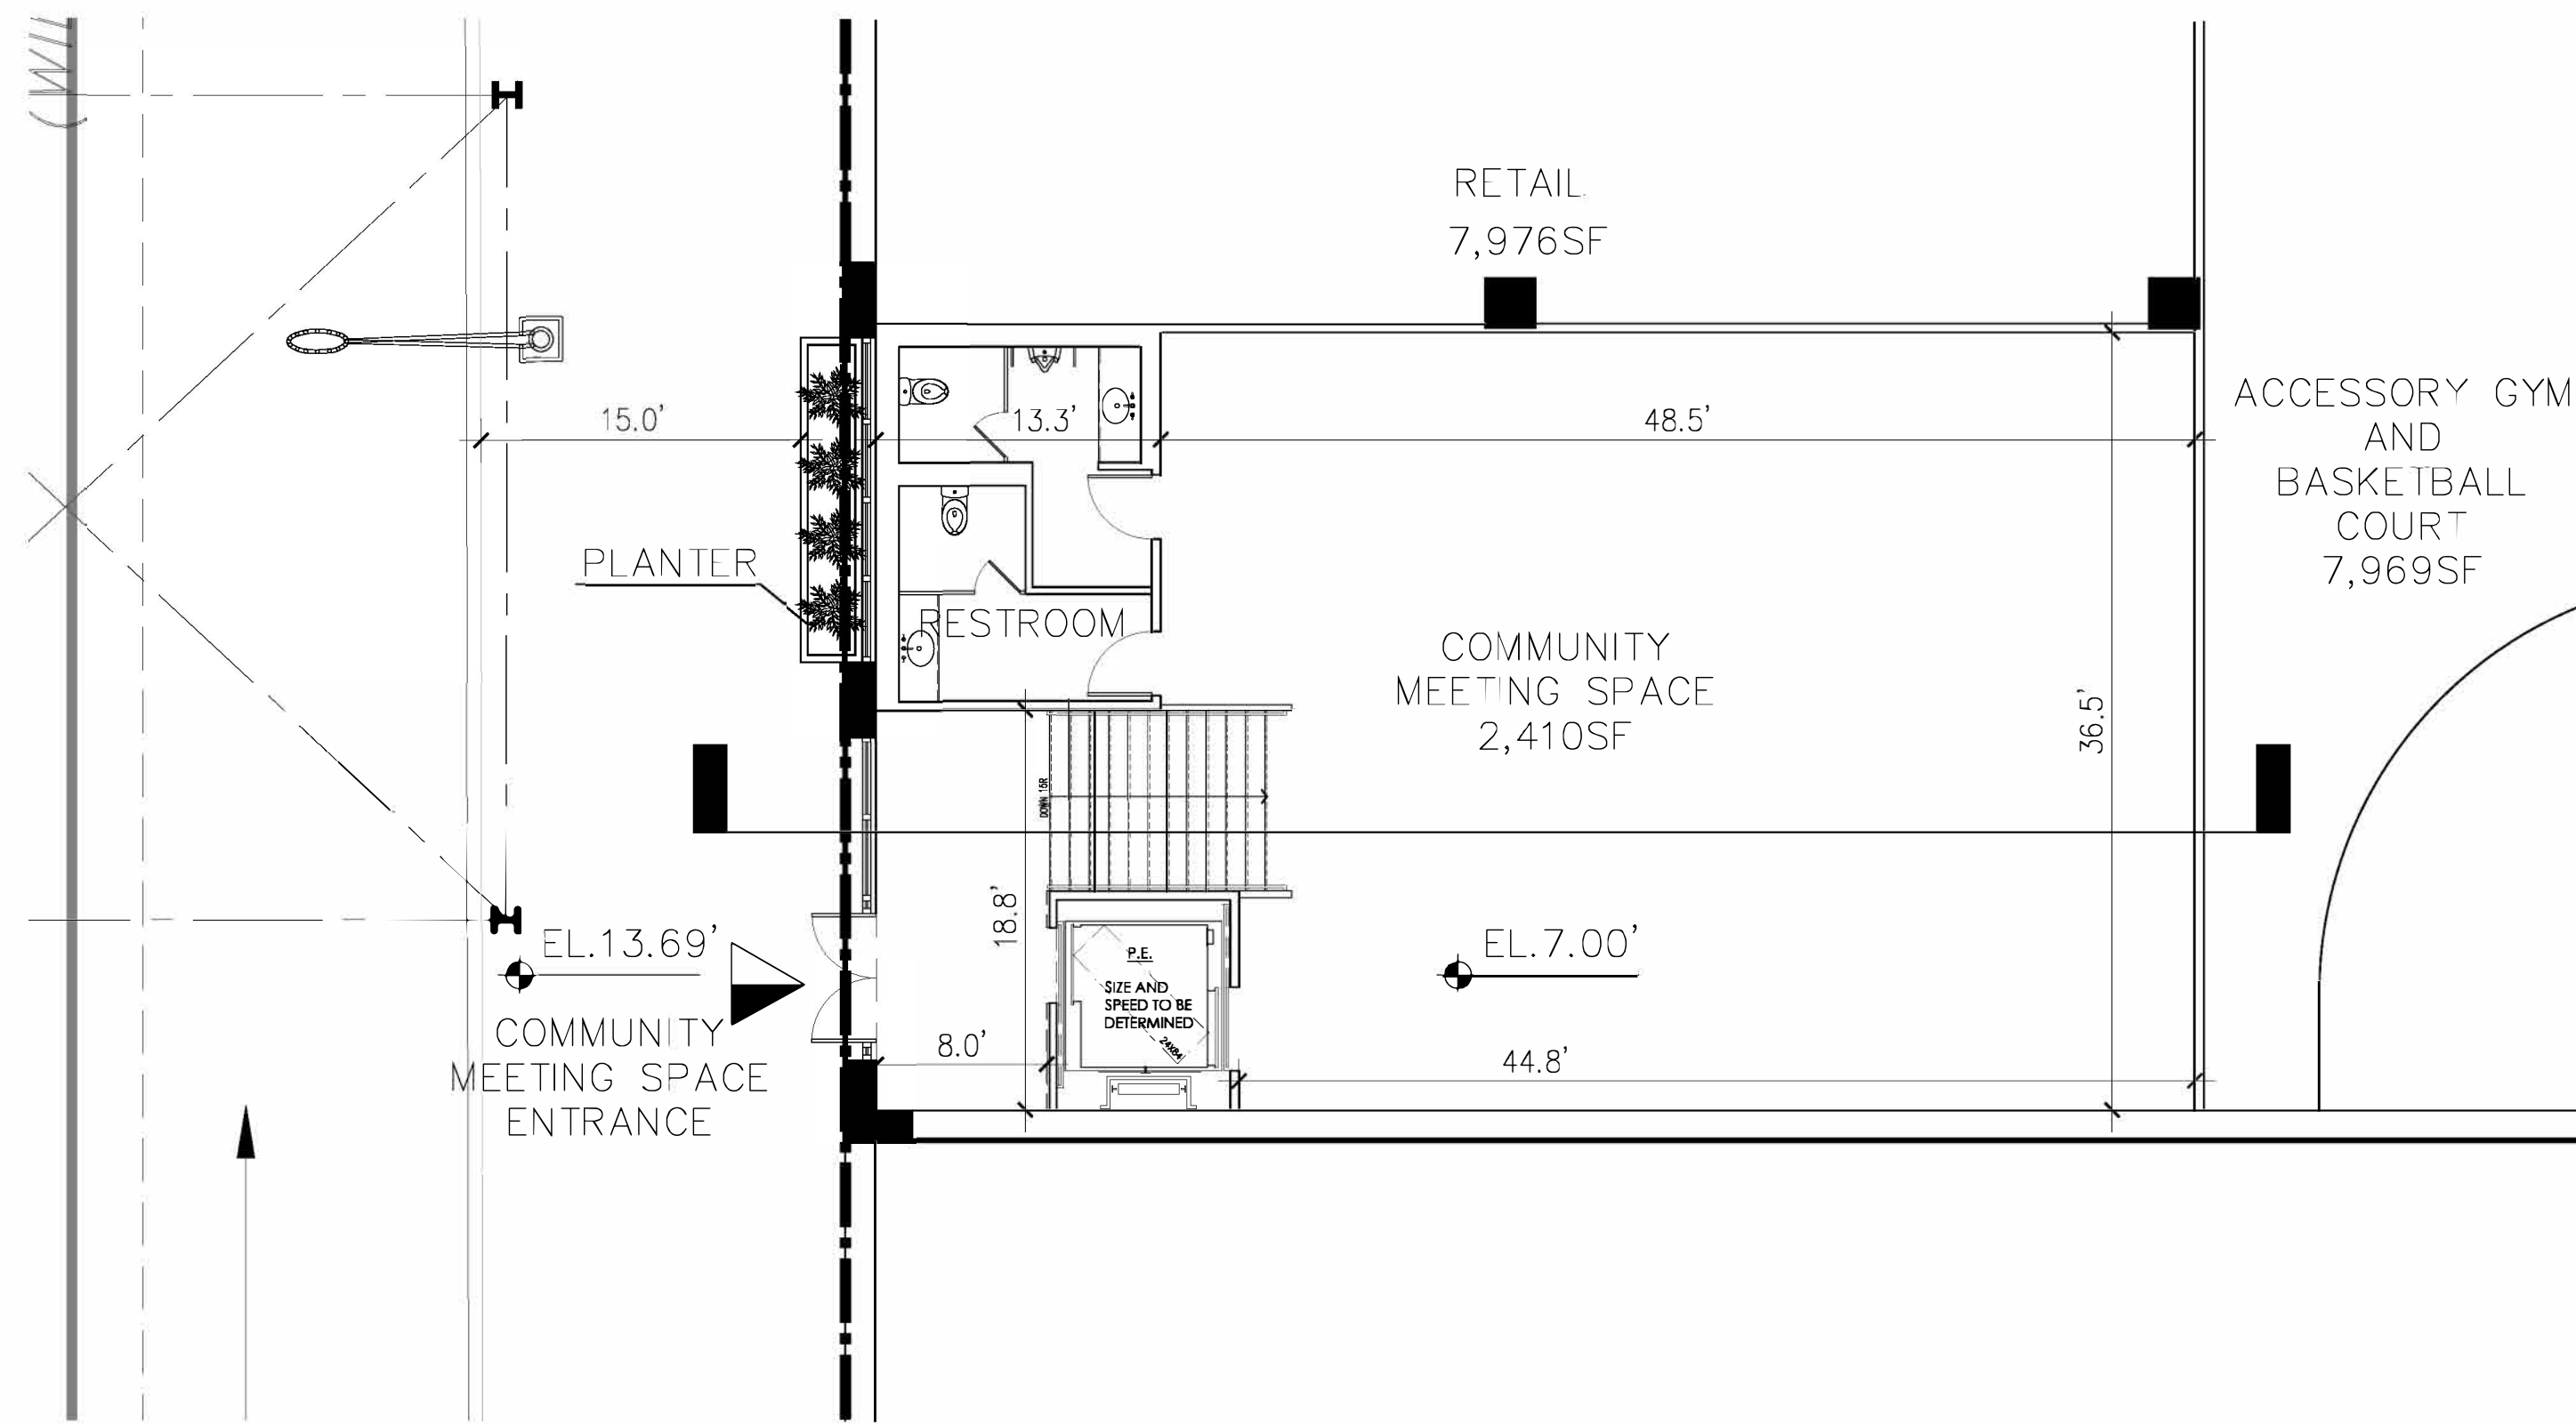 RETAIL
7,976SF
ACCESSORY GYM
AND
BASKETBALL
COURT
7,969SF
15.0'
13.3'
48.5'
PLANTER
RESTROOM
COMMUNITY
MEETING SPACE
2,410SF
36.5'
DOWN 16R
18.8'
EL.13.69'
EL.7.00'
P.E.
SIZE AND
SPEED TO BE
DETERMINED
24X84
COMMUNITY
MEETING SPACE
ENTRANCE
8.0'
44.8'